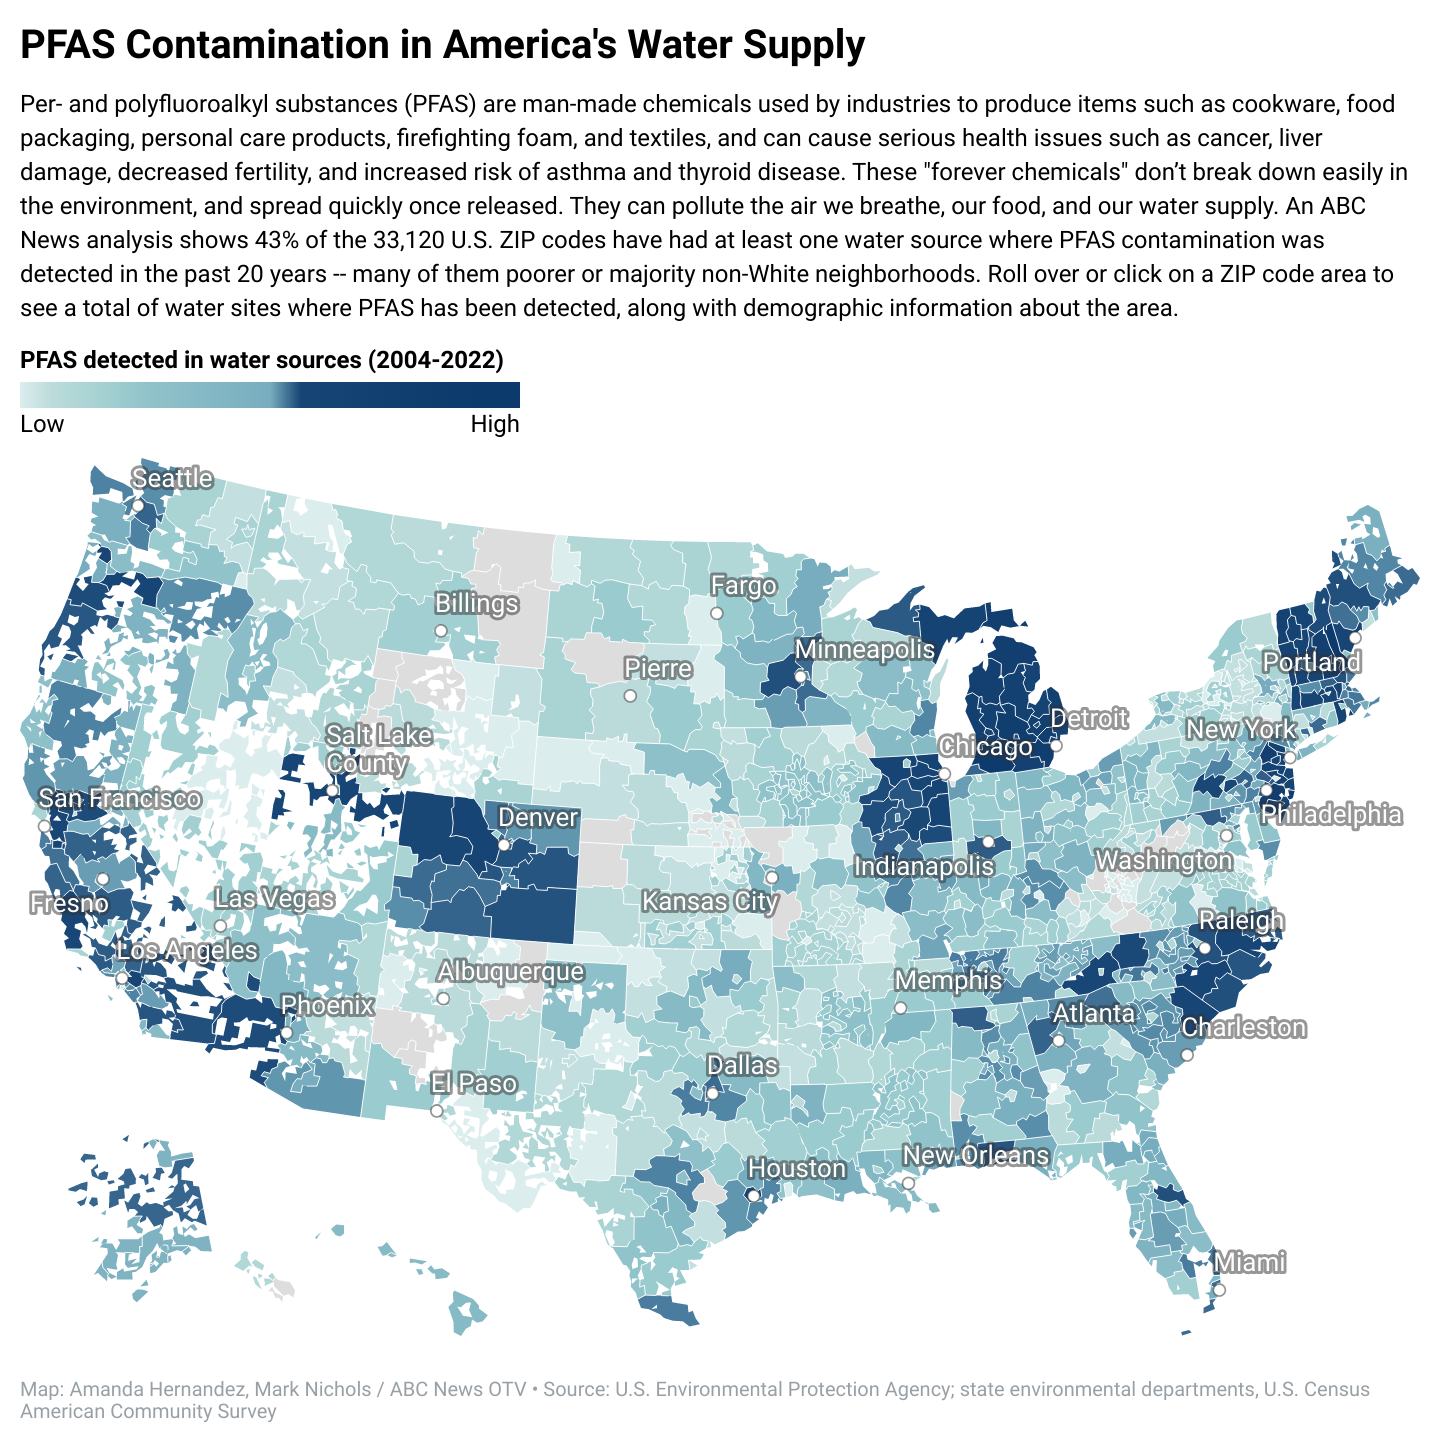 PFAS Contamination in America's Water Supply
Per- and polyfluoroalkyl substances (PFAS) are man-made chemicals used by industries to produce items such as cookware, food
packaging, personal care products, firefighting foam, and textiles, and can cause serious health issues such as cancer, liver
damage, decreased fertility, and increased risk of asthma and thyroid disease. These "forever chemicals" don’t break down easily in
the environment, and spread quickly once released. They can pollute the air we breathe, our food, and our water supply. An ABC
News analysis shows 43% of the 33,120 U.S. ZIP codes have had at least one water source where PFAS contamination was
detected in the past 20 years -- many of them poorer or majority non-White neighborhoods. Roll over or click on a ZIP code area to
see a total of water sites where PFAS has been detected, along with demographic information about the area.
PFAS detected in water sources (2004-2022)
Low High
Seattle
Fargo
Billings
Minneapolis
Portland
Pierre
Detroit
New York
Salt Lake
County
Chicago
San Francisco
Denver
Philadelphia
Washington
Indianapolis
Fresno
Las Vegas
Kansas City
Raleigh
Los Angeles
Albuquerque
Memphis
Phoenix
Atlanta
Charleston
Dallas
El Paso
New Orleans
Houston
Miami
Map: Amanda Hernandez, Mark Nichols / ABC News OTV • Source: U.S. Environmental Protection Agency; state environmental departments, U.S. Census
American Community Survey